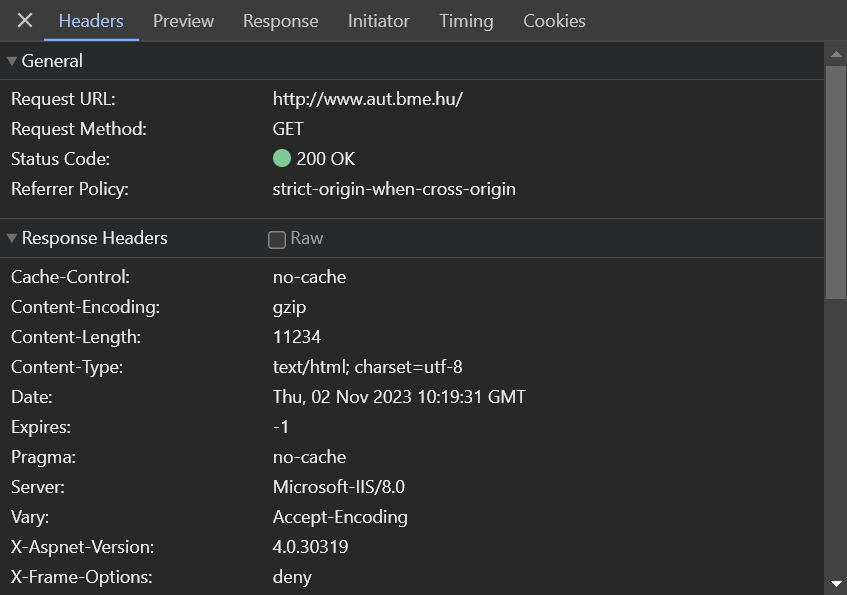 Headers Preview Response Initiator Timing Cookies
General
Request URL: http://www.aut.bme.hu/
Request Method: GET
Status Code: 200 OK
Referrer Policy: strict-origin-when-cross-origin
Response Headers Raw
Cache-Control: no-cache
Content-Encoding: gzip
Content-Length: 11234
Content-Type: text/html; charset=utf-8
Date: Thu, 02 Nov 2023 10:19:31 GMT
Expires: -1
Pragma: no-cache
Server: Microsoft-IIS/8.0
Vary: Accept-Encoding
X-Aspnet-Version: 4.0.30319
X-Frame-Options: deny